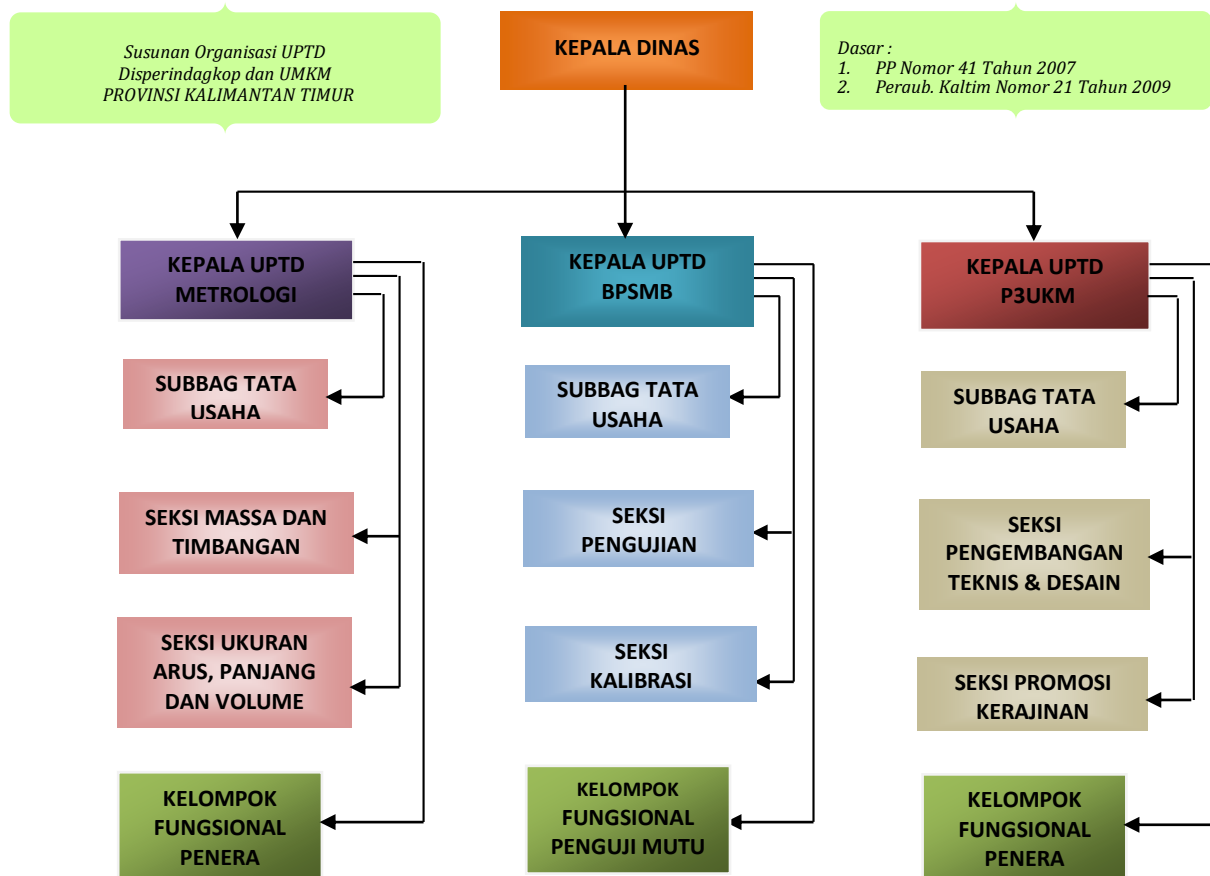 Susunan Organisasi UPTD
Disperindagkop dan UMKM
PROVINSI KALIMANTAN TIMUR
KEPALA DINAS
Dasar :
1. PP Nomor 41 Tahun 2007
2. Peraub. Kaltim Nomor 21 Tahun 2009
KEPALA UPTD
METROLOGI
KEPALA UPTD
BPSMB
KEPALA UPTD
P3UKM
SUBBAG TATA
USAHA
SUBBAG TATA
USAHA
SUBBAG TATA
USAHA
SEKSI MASSA DAN
TIMBANGAN
SEKSI
PENGUJIAN
SEKSI
PENGEMBANGAN
TEKNIS & DESAIN
SEKSI UKURAN
ARUS, PANJANG
DAN VOLUME
SEKSI
KALIBRASI
SEKSI PROMOSI
KERAJINAN
KELOMPOK
FUNGSIONAL
PENERA
KELOMPOK
FUNGSIONAL
PENGUJI MUTU
KELOMPOK
FUNGSIONAL
PENERA